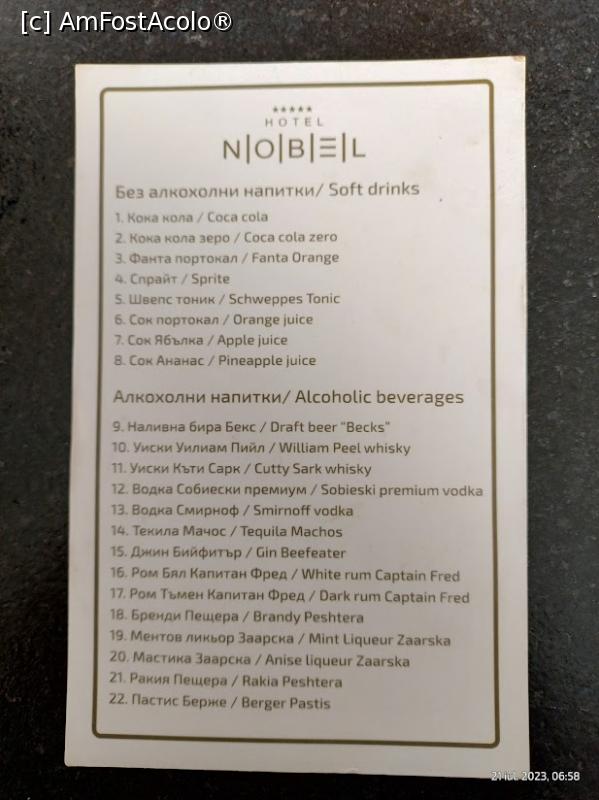 [c] AmFostAcolo®
★★★★★
HOTEL
N|O|B|E|L
Без алкохолни напитки/ Soft drinks
1. Кока кола / Coca cola
2. Кока кола зеро / Coca cola zero
3. Фанта портокал / Fanta Orange
4. Спрайт / Sprite
5. Швепс тоник / Schweppes Tonic
6. Сок портокал / Orange juice
7. Сок Ябълка / Apple juice
8. Сок Ананас / Pineapple juice
Алкохолни напитки/ Alcoholic beverages
9. Наливна бира Бекс / Draft beer "Becks"
10. Уиски Уилиам Пийл / William Peel whisky
11. Уиски Къти Сарк / Cutty Sark whisky
12. Водка Собиески премиум / Sobieski premium vodka
13. Водка Смирноф / Smirnoff vodka
14. Текила Мачос / Tequila Machos
15. Джин Бийфитър / Gin Beefeater
16. Ром Бял Капитан Фред / White rum Captain Fred
17. Ром Тъмен Капитан Фред / Dark rum Captain Fred
18. Бренди Пещера / Brandy Peshtera
19. Ментов ликьор Заарска / Mint Liqueur Zaarska
20. Мастика Заарска / Anise liqueur Zaarska
21. Ракия Пещера / Rakia Peshtera
22. Пастис Берже / Berger Pastis
21 iul. 2023, 06:58